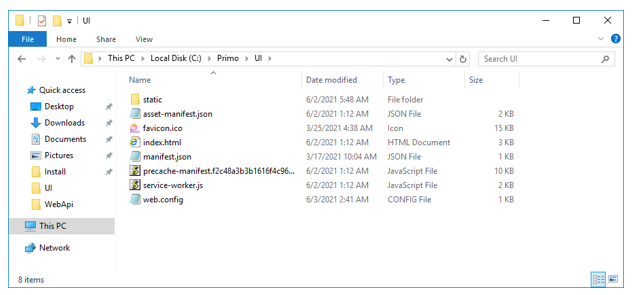 UI
File Home Share View
This PC > Local Disk (C:) > Primo > UI >
Search UI
Name Date modified Type Size
Quick access
Desktop
Downloads
Documents
Pictures
Install
UI
WebApi
This PC
Network
static 6/2/2021 5:48 AM File folder
asset-manifest.json 6/2/2021 1:12 AM JSON File 2 KB
favicon.ico 3/25/2021 4:38 AM Icon 15 KB
index.html 6/2/2021 1:12 AM HTML Document 3 KB
manifest.json 3/17/2021 10:04 AM JSON File 1 KB
precache-manifest.f2c48a3b3b1616f4c96... 6/2/2021 1:12 AM JavaScript File 10 KB
service-worker.js 6/2/2021 1:12 AM JavaScript File 2 KB
web.config 6/3/2021 2:41 AM CONFIG File 1 KB
8 items